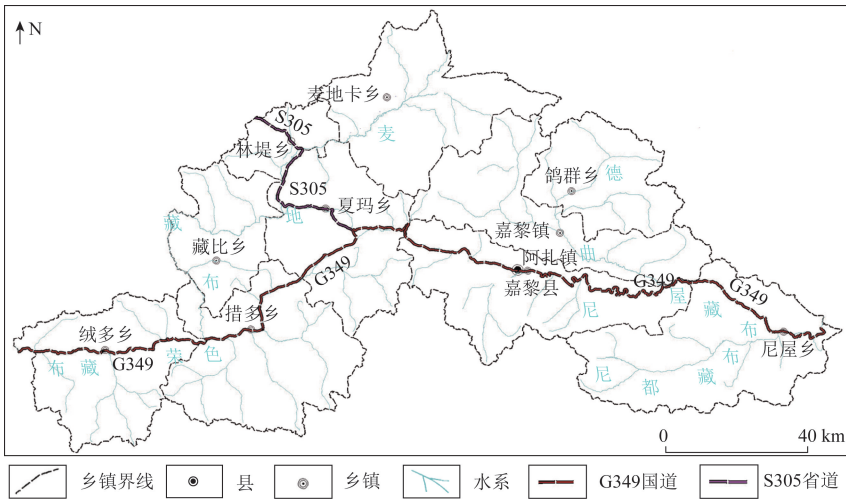 N
麦地卡乡
S305
麦
林堤乡
鸽群乡
德
S305
夏玛乡
地
藏
嘉黎镇
藏比乡
曲
布
G349
阿扎镇
嘉黎县
G349
尼
屋
藏
布
G349
措多乡
绒多乡
G349
布
藏
荣
色
尼屋乡
尼
都
藏
布
0
40 km
乡镇界线
县
乡镇
水系
G349国道
S305省道